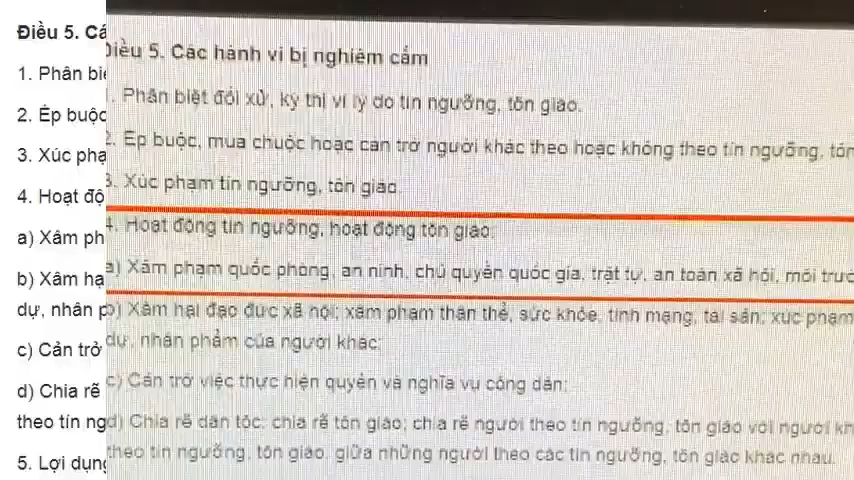 Điều 5. Cá
1. Phân biệ
2. Ép buộc
3. Xúc phạ
4. Hoạt độ
a) Xâm ph
b) Xâm hạ
dự, nhân p
c) Cản trở
d) Chia rẽ
theo tín ng
5. Lợi dụng
Điều 5. Các hành vi bị nghiêm cấm
1. Phân biệt đối xử, kỳ thị vì lý do tín ngưỡng, tôn giáo.
2. Ép buộc, mua chuộc hoặc cản trở người khác theo hoặc không theo tín ngưỡng, tôn
3. Xúc phạm tín ngưỡng, tôn giáo.
4. Hoạt động tín ngưỡng, hoạt động tôn giáo:
a) Xâm phạm quốc phòng, an ninh, chủ quyền quốc gia, trật tự, an toàn xã hội, môi trườ
b) Xâm hại đạo đức xã hội; xâm phạm thân thể, sức khỏe, tính mạng, tài sản; xúc phạm
dự, nhân phẩm của người khác;
c) Cản trở việc thực hiện quyền và nghĩa vụ công dân;
d) Chia rẽ dân tộc; chia rẽ tôn giáo; chia rẽ người theo tín ngưỡng, tôn giáo với người kh
theo tín ngưỡng, tôn giáo, giữa những người theo các tín ngưỡng, tôn giáo khác nhau.